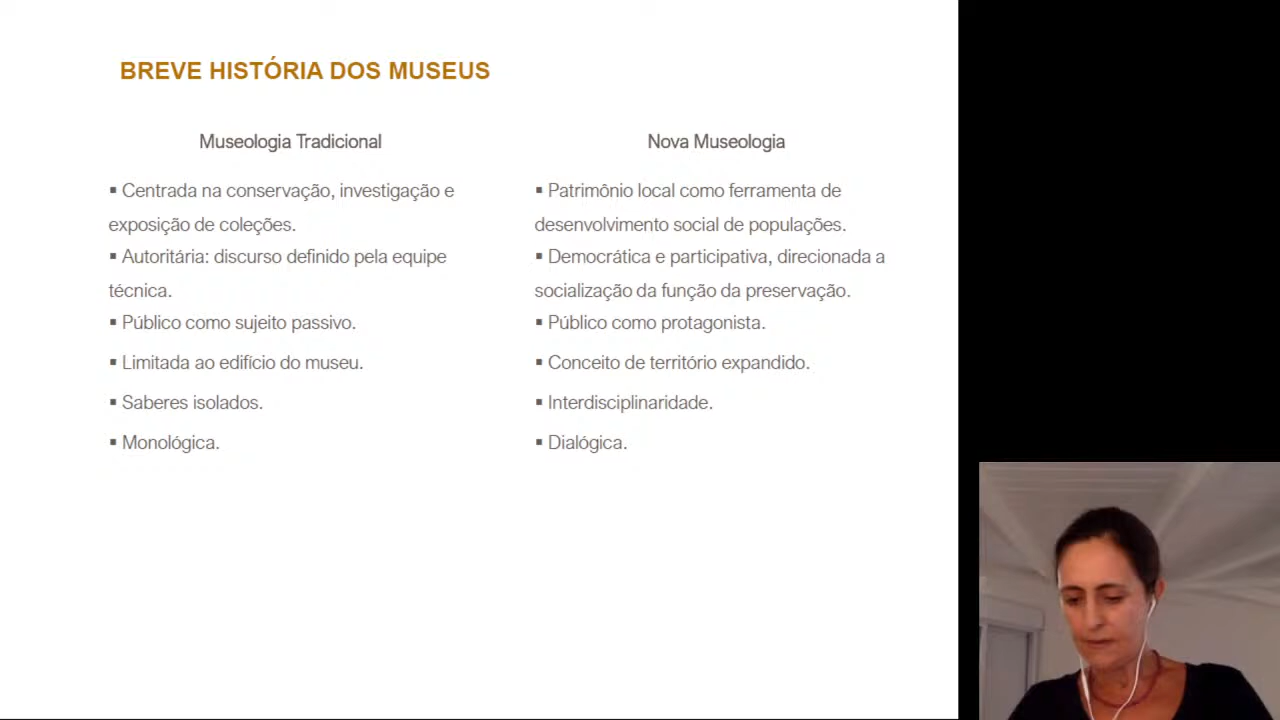 BREVE HISTÓRIA DOS MUSEUS
Museologia Tradicional
▪ Centrada na conservação, investigação e
exposição de coleções.
▪ Autoritária: discurso definido pela equipe
técnica.
▪ Público como sujeito passivo.
▪ Limitada ao edifício do museu.
▪ Saberes isolados.
▪ Monológica.
Nova Museologia
▪ Patrimônio local como ferramenta de
desenvolvimento social de populações.
▪ Democrática e participativa, direcionada a
socialização da função da preservação.
▪ Público como protagonista.
▪ Conceito de território expandido.
▪ Interdisciplinaridade.
▪ Dialógica.